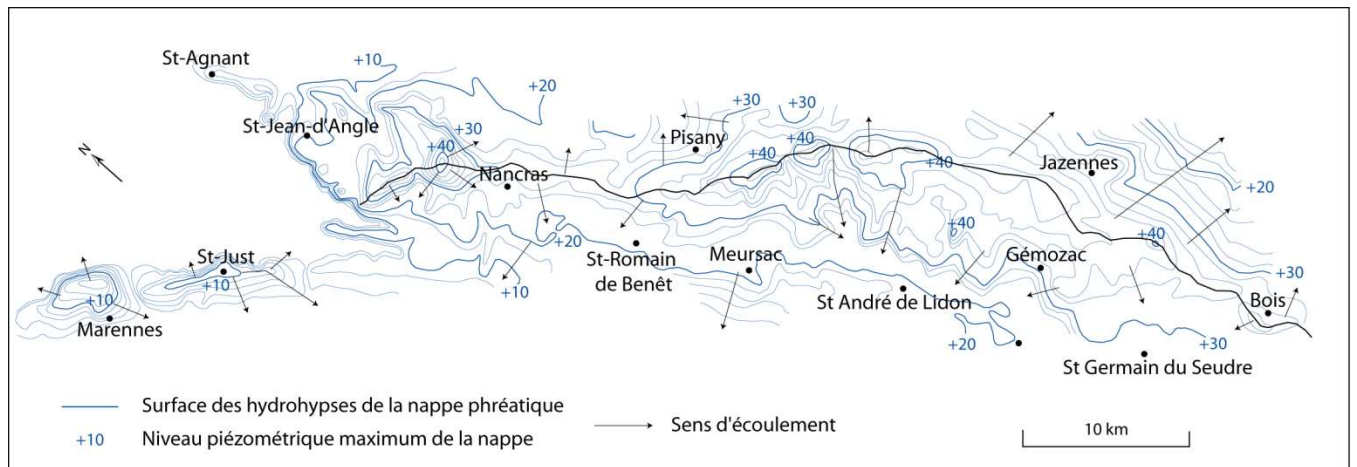 St-Agnant
+10
+20
St-Jean-d'Angle
+30
+30
+30
Pisany
+40
+40
+40
+40
N
Nancras
Jazennes
+20
+40
+40
St-Just
+20
St-Romain
de Benêt
Meursac
Gémozac
+10
+10
+10
St André de Lidon
+30
Bois
Marennes
+20
+30
St Germain du Seudre
Surface des hydrohypses de la nappe phréatique
+10 Niveau piézométrique maximum de la nappe
Sens d'écoulement
10 km